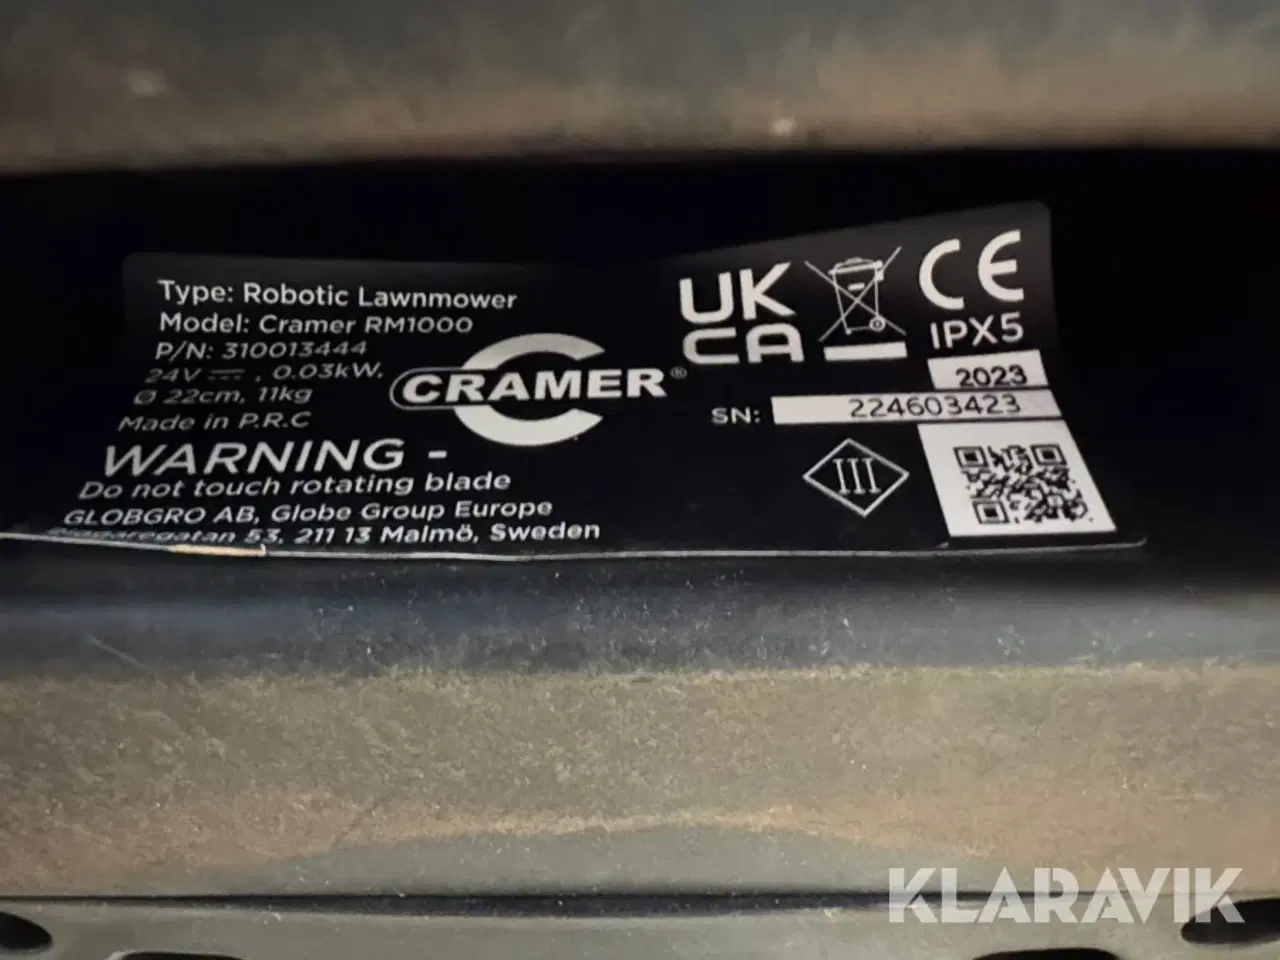 Type: Robotic Lawnmower
Model: Cramer RM1000
P/N: 310013444
24V ⎓, 0.03kW,
Ø 22cm, 11kg
Made in P.R.C
WARNING -
Do not touch rotating blade
GLOBGRO AB, Globe Group Europe
53, 211 13 Malmö, Sweden
CRAMER®
UK
CA
CE
IPX5
2023
SN: 224603423
III
KLARAVIK